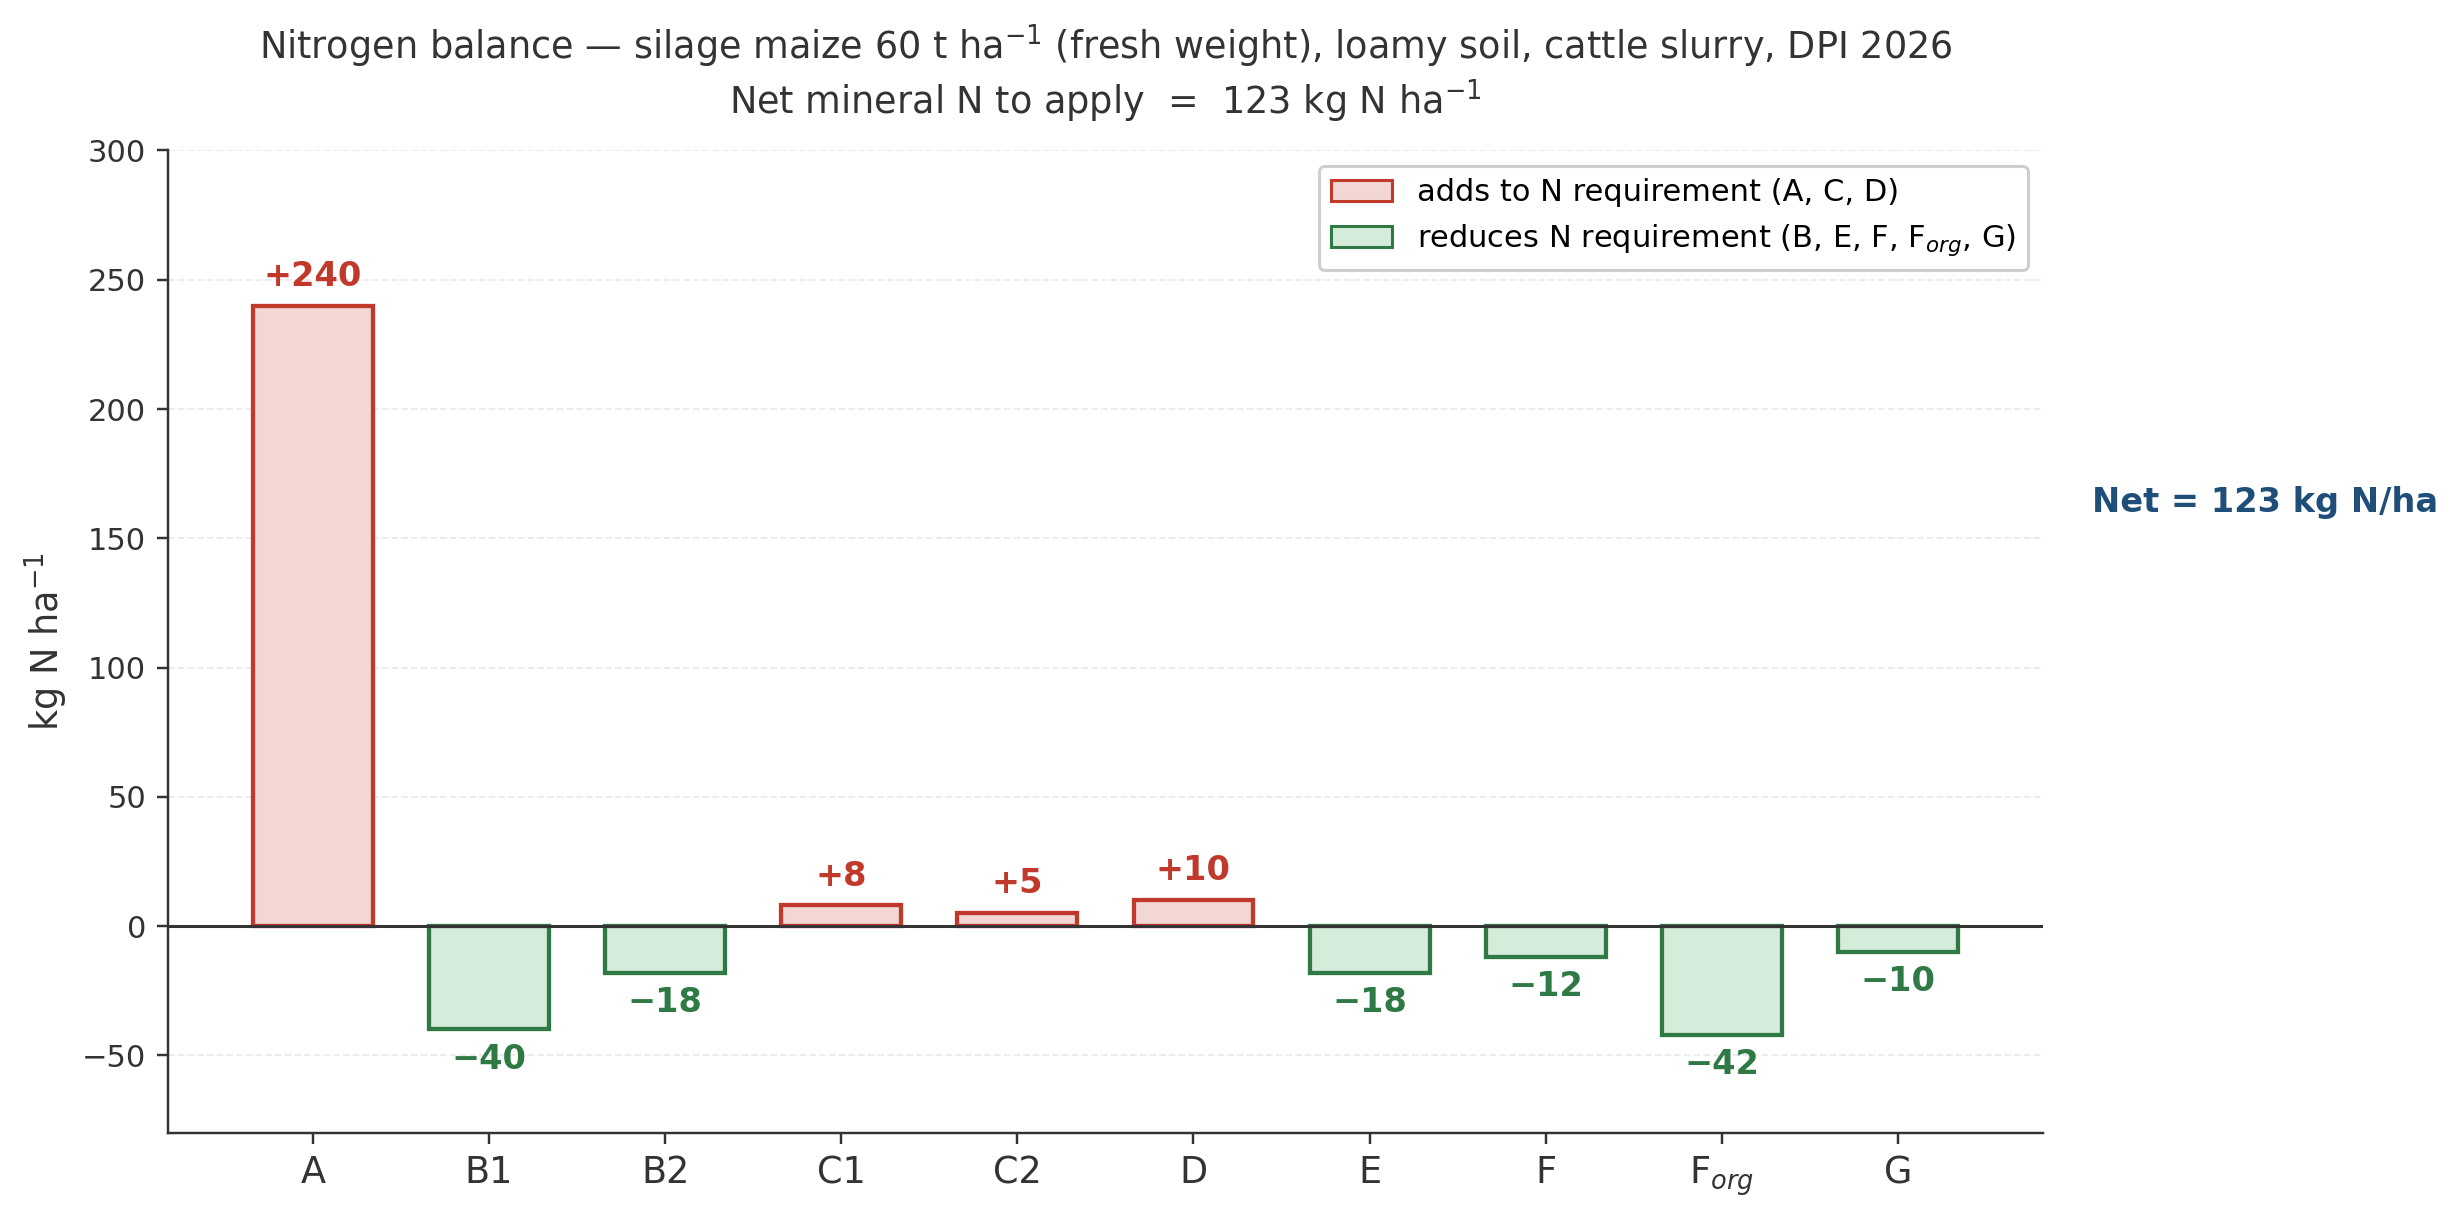 Nitrogen balance — silage maize 60 t ha⁻¹ (fresh weight), loamy soil, cattle slurry, DPI 2026
Net mineral N to apply = 123 kg N ha⁻¹
adds to N requirement (A, C, D)
reduces N requirement (B, E, F, F_org, G)
kg N ha⁻¹
300
250
200
150
100
50
0
−50
+240
−40
−18
+8
+5
+10
−18
−12
−42
−10
Net = 123 kg N/ha
A B1 B2 C1 C2 D E F F_org G